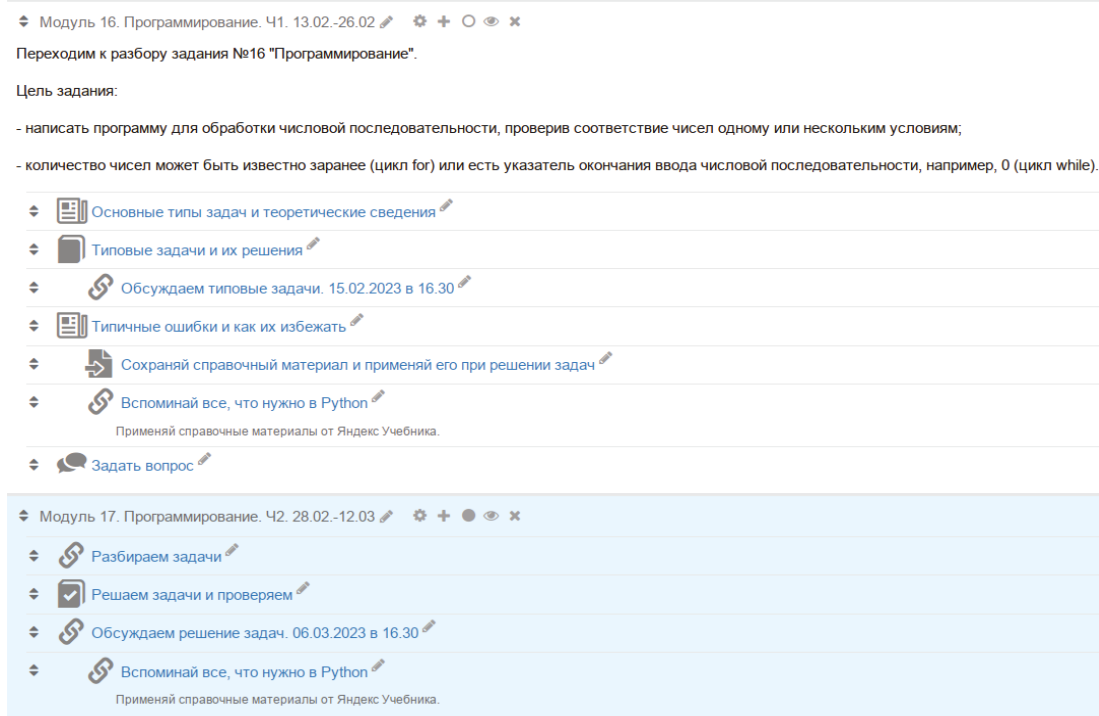 Модуль 16. Программирование. Ч1. 13.02.-26.02
Переходим к разбору задания №16 "Программирование".
Цель задания:
- написать программу для обработки числовой последовательности, проверив соответствие чисел одному или нескольким условиям;
- количество чисел может быть известно заранее (цикл for) или есть указатель окончания ввода числовой последовательности, например, 0 (цикл while).
Основные типы задач и теоретические сведения
Типовые задачи и их решения
Обсуждаем типовые задачи. 15.02.2023 в 16.30
Типичные ошибки и как их избежать
Сохраняй справочный материал и применяй его при решении задач
Вспоминай все, что нужно в Python
Применяй справочные материалы от Яндекс Учебника.
Задать вопрос
Модуль 17. Программирование. Ч2. 28.02.-12.03
Разбираем задачи
Решаем задачи и проверяем
Обсуждаем решение задач. 06.03.2023 в 16.30
Вспоминай все, что нужно в Python
Применяй справочные материалы от Яндекс Учебника.